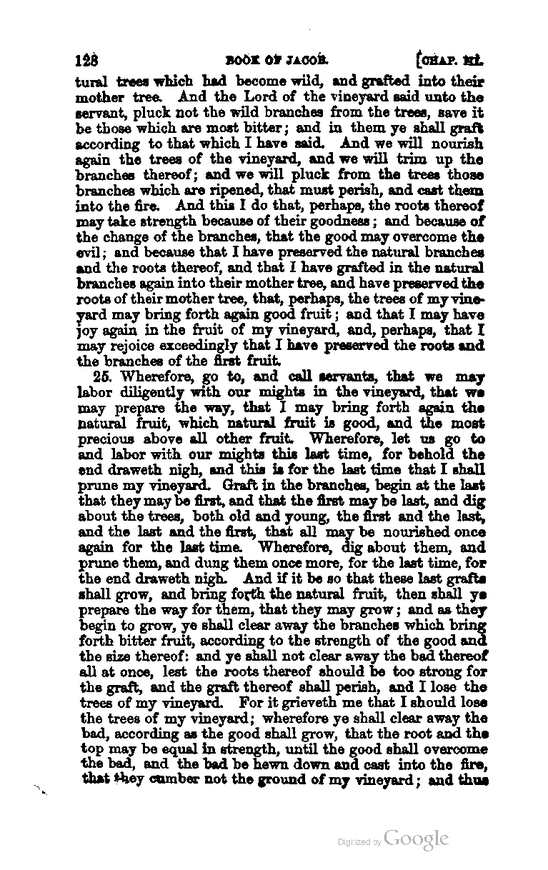 128 BOOK OF JACOB. [CHAP. III.
tural trees which had become wild, and grafted into their
mother tree. And the Lord of the vineyard said unto the
servant, pluck not the wild branches from the trees, save it
be those which are most bitter; and in them ye shall graft
according to that which I have said. And we will nourish
again the trees of the vineyard, and we will trim up the
branches thereof; and we will pluck from the trees those
branches which are ripened, that must perish, and cast them
into the fire. And this I do that, perhaps, the roots thereof
may take strength because of their goodness; and because of
the change of the branches, that the good may overcome the
evil; and because that I have preserved the natural branches
and the roots thereof, and that I have grafted in the natural
branches again into their mother tree, and have preserved the
roots of their mother tree, that, perhaps, the trees of my vine-
yard may bring forth again good fruit; and that I may have
joy again in the fruit of my vineyard, and, perhaps, that I
may rejoice exceedingly that I have preserved the roots and
the branches of the first fruit.
25. Wherefore, go to, and call servants, that we may
labor diligently with our mights in the vineyard, that we
may prepare the way, that I may bring forth again the
natural fruit, which natural fruit is good, and the most
precious above all other fruit. Wherefore, let us go to
and labor with our mights this last time, for behold the
end draweth nigh, and this is for the last time that I shall
prune my vineyard. Graft in the branches, begin at the last
that they may be first, and that the first may be last, and dig
about the trees, both old and young, the first and the last,
and the last and the first, that all may be nourished once
again for the last time. Wherefore, dig about them, and
prune them, and dung them once more, for the last time, for
the end draweth nigh. And if it be so that these last grafts
shall grow, and bring forth the natural fruit, then shall ye
prepare the way for them, that they may grow; and as they
begin to grow, ye shall clear away the branches which bring
forth bitter fruit, according to the strength of the good and
the size thereof: and ye shall not clear away the bad thereof
all at once, lest the roots thereof should be too strong for
the graft, and the graft thereof shall perish, and I lose the
trees of my vineyard. For it grieveth me that I should lose
the trees of my vineyard; wherefore ye shall clear away the
bad, according as the good shall grow, that the root and the
top may be equal in strength, until the good shall overcome
the bad, and the bad be hewn down and cast into the fire,
that they cumber not the ground of my vineyard; and thus
Digitized by Google